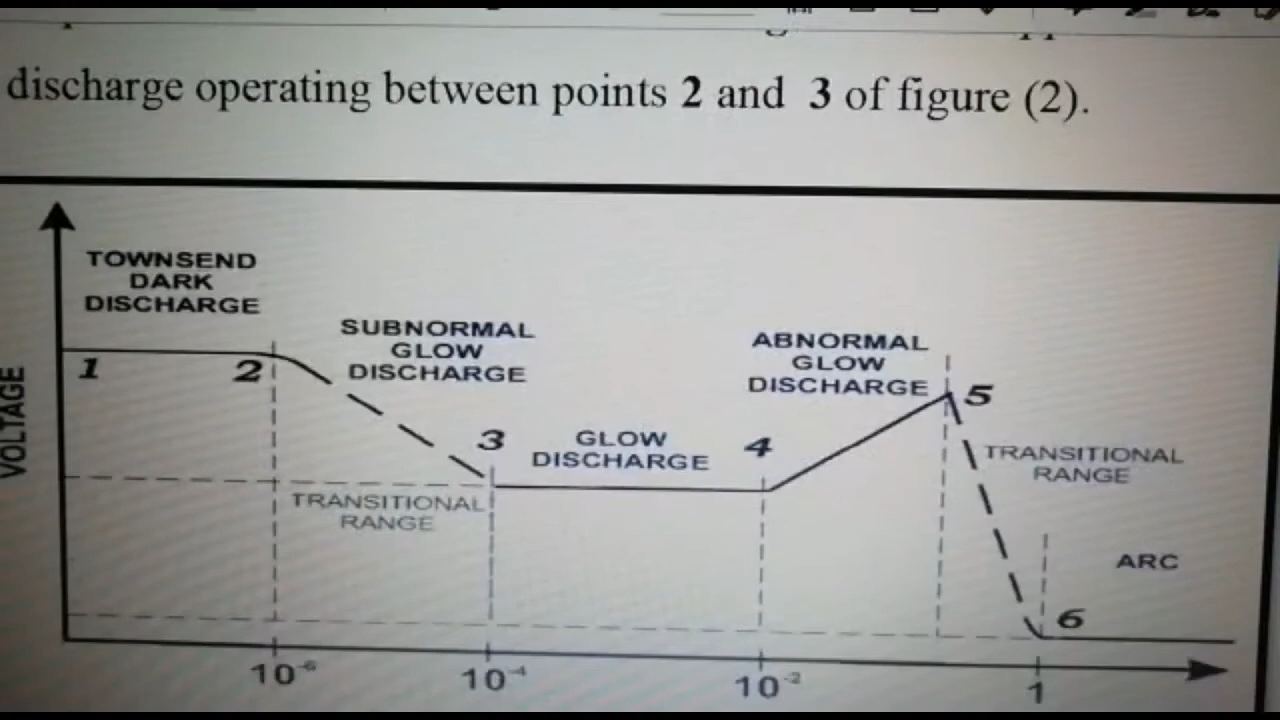 discharge operating between points 2 and 3 of figure (2).
TOWNSEND
DARK
DISCHARGE
1
2
SUBNORMAL
GLOW
DISCHARGE
3
GLOW
DISCHARGE
4
ABNORMAL
GLOW
DISCHARGE
5
TRANSITIONAL
RANGE
TRANSITIONAL
RANGE
ARC
6
VOLTAGE
10⁻⁶
10⁻⁴
10⁻²
1